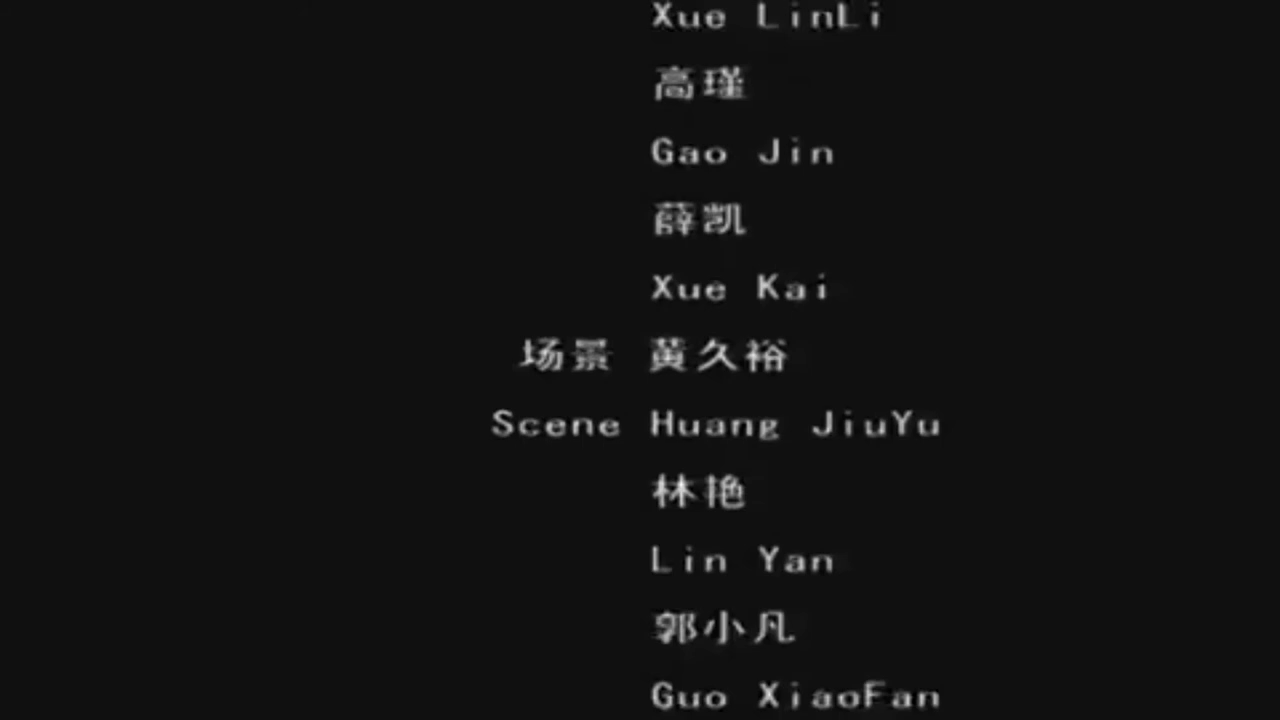 Xue LinLi
高瑾
Gao Jin
薛凯
Xue Kai
场景 黄久裕
Scene Huang JiuYu
林艳
Lin Yan
郭小凡
Guo XiaoFan